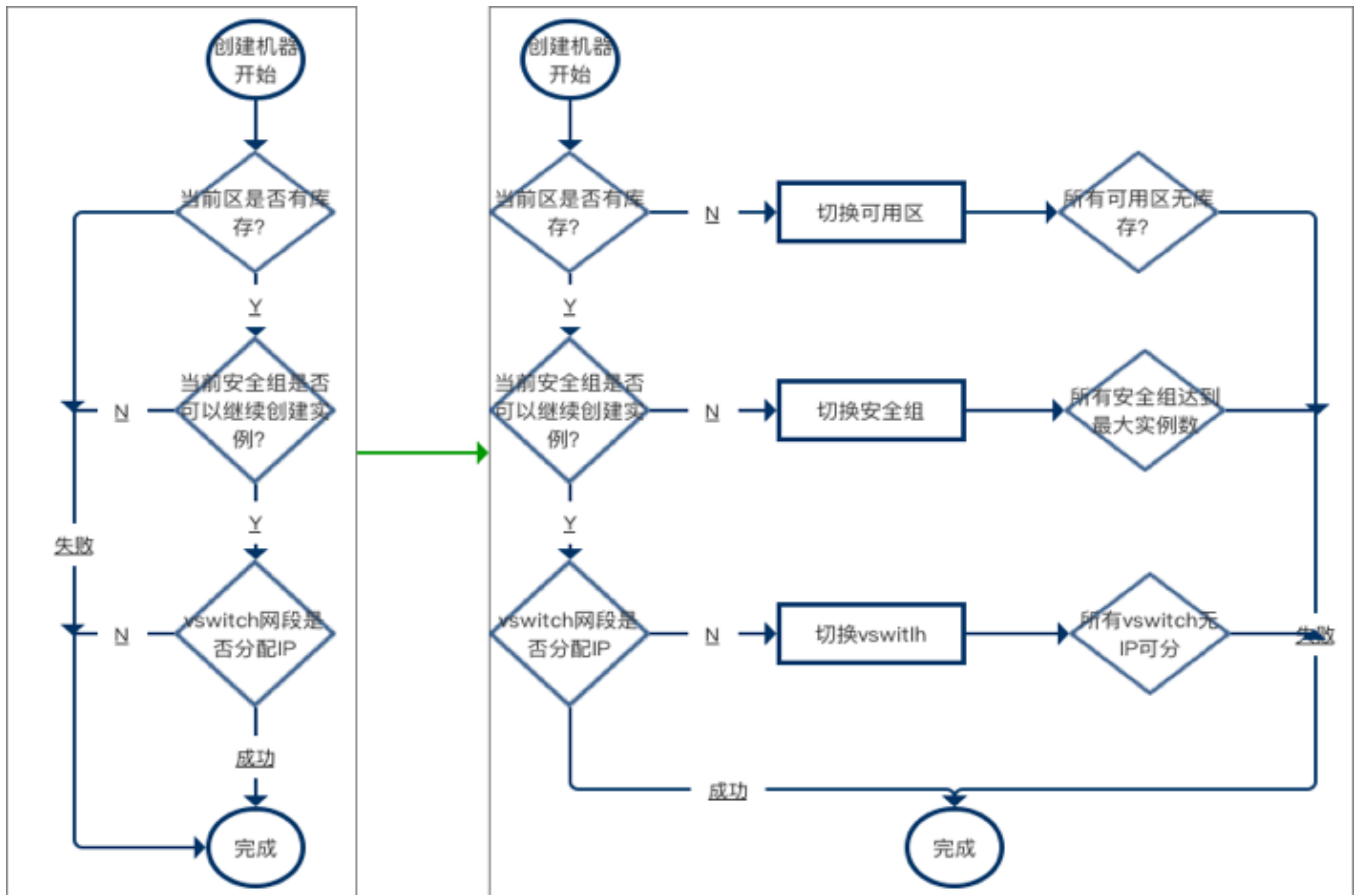 创建机器
开始
当前区是否有库
存?
Y
当前安全组是否
可以继续创建实
例?
N
Y
失败
vswitch网段是
否分配IP
N
成功
完成
创建机器
开始
当前区是否有库
存?
N
切换可用区
所有可用区无库
存?
Y
当前安全组是否
可以继续创建实
例?
N
切换安全组
所有安全组达到
最大实例数
Y
vswitch网段是
否分配IP
N
切换vswitlh
所有vswitch无
IP可分
失败
成功
完成